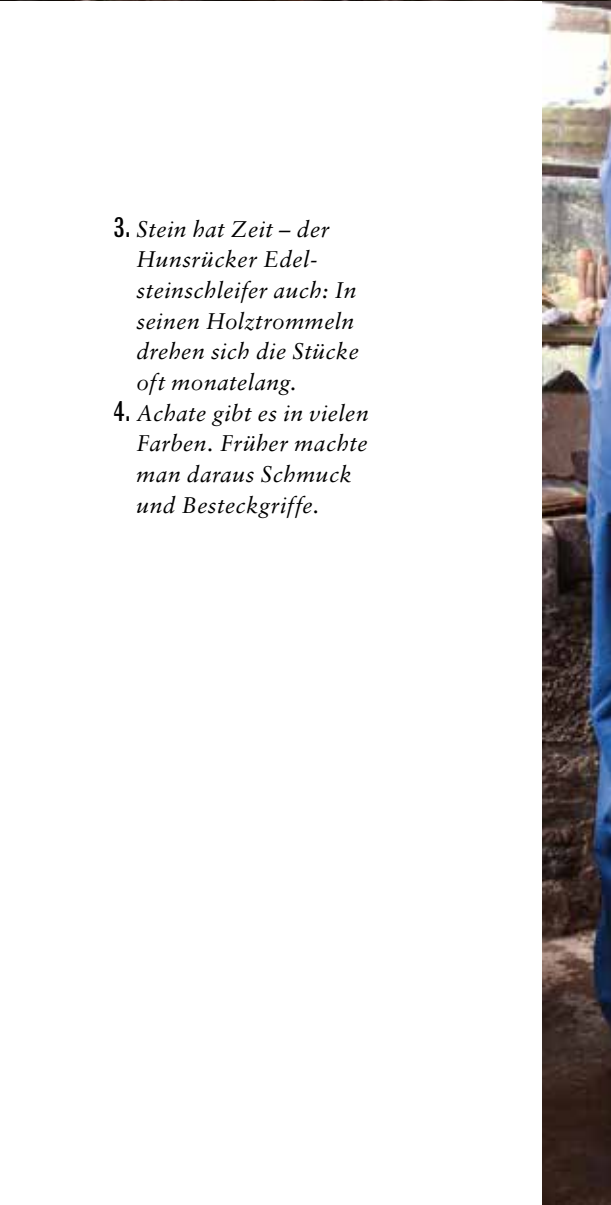 3. Stein hat Zeit – der
Hunsrücker Edel-
steinschleifer auch: In
seinen Holztrommeln
drehen sich die Stücke
oft monatelang.
4. Achate gibt es in vielen
Farben. Früher machte
man daraus Schmuck
und Besteckgriffe.